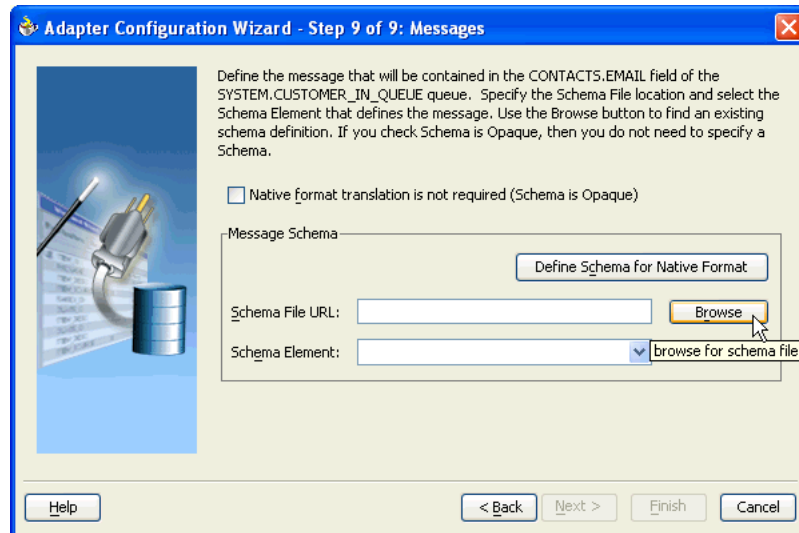 Adapter Configuration Wizard - Step 9 of 9: Messages
Define the message that will be contained in the CONTACTS.EMAIL field of the
SYSTEM.CUSTOMER_IN_QUEUE queue.  Specify the Schema File location and select the
Schema Element that defines the message. Use the Browse button to find an existing
schema definition. If you check Schema is Opaque, then you do not need to specify a
Schema.
Native format translation is not required (Schema is Opaque)
Message Schema
Define Schema for Native Format
Schema File URL:
Browse
Schema Element:
browse for schema file
Help
< Back
Next >
Finish
Cancel